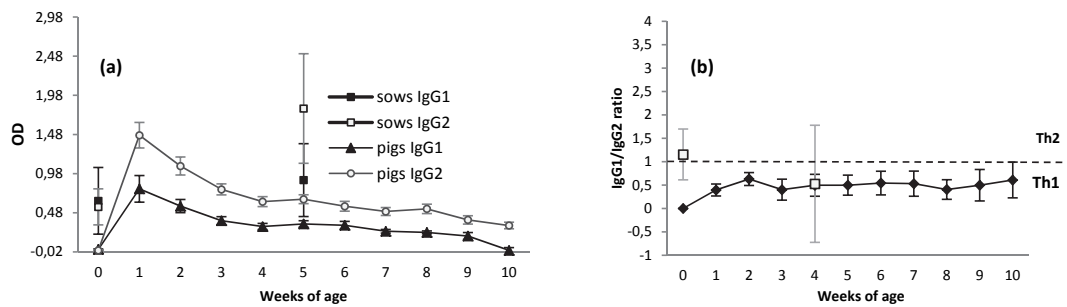 2,98
2,48
1,98
1,48
0,98
0,48
-0,02
OD
(a)
sows IgG1
sows IgG2
pigs IgG1
pigs IgG2
0 1 2 3 4 5 6 7 8 9 10
Weeks of age
4
3,5
3
2,5
2
1,5
1
0,5
0
-0,5
-1
IgG1/IgG2 ratio
(b)
Th2
Th1
0 1 2 3 4 5 6 7 8 9 10
Weeks of age